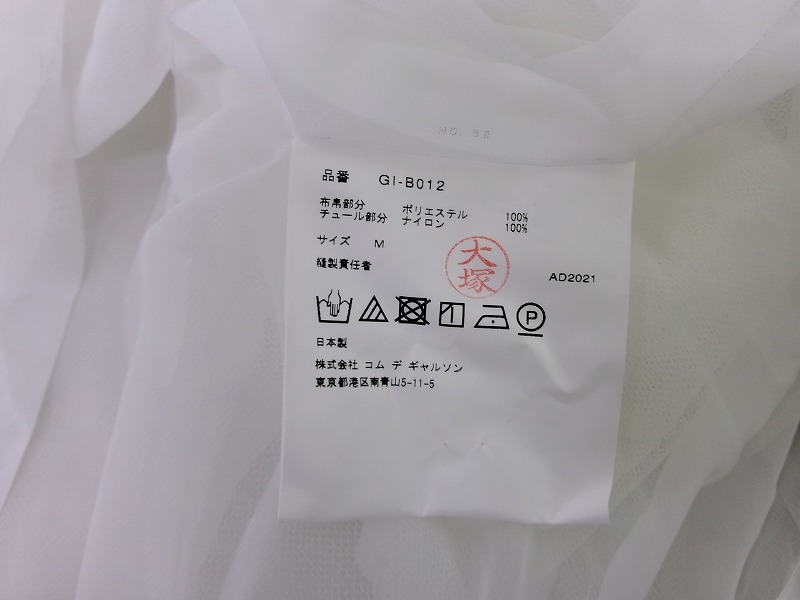 NO 82
品番 GI-B012
布帛部分 ポリエステル 100%
チュール部分 ナイロン 100%
サイズ M
縫製責任者 大塚 AD2021
P
日本製
株式会社 コム デ ギャルソン
東京都港区南青山5-11-5